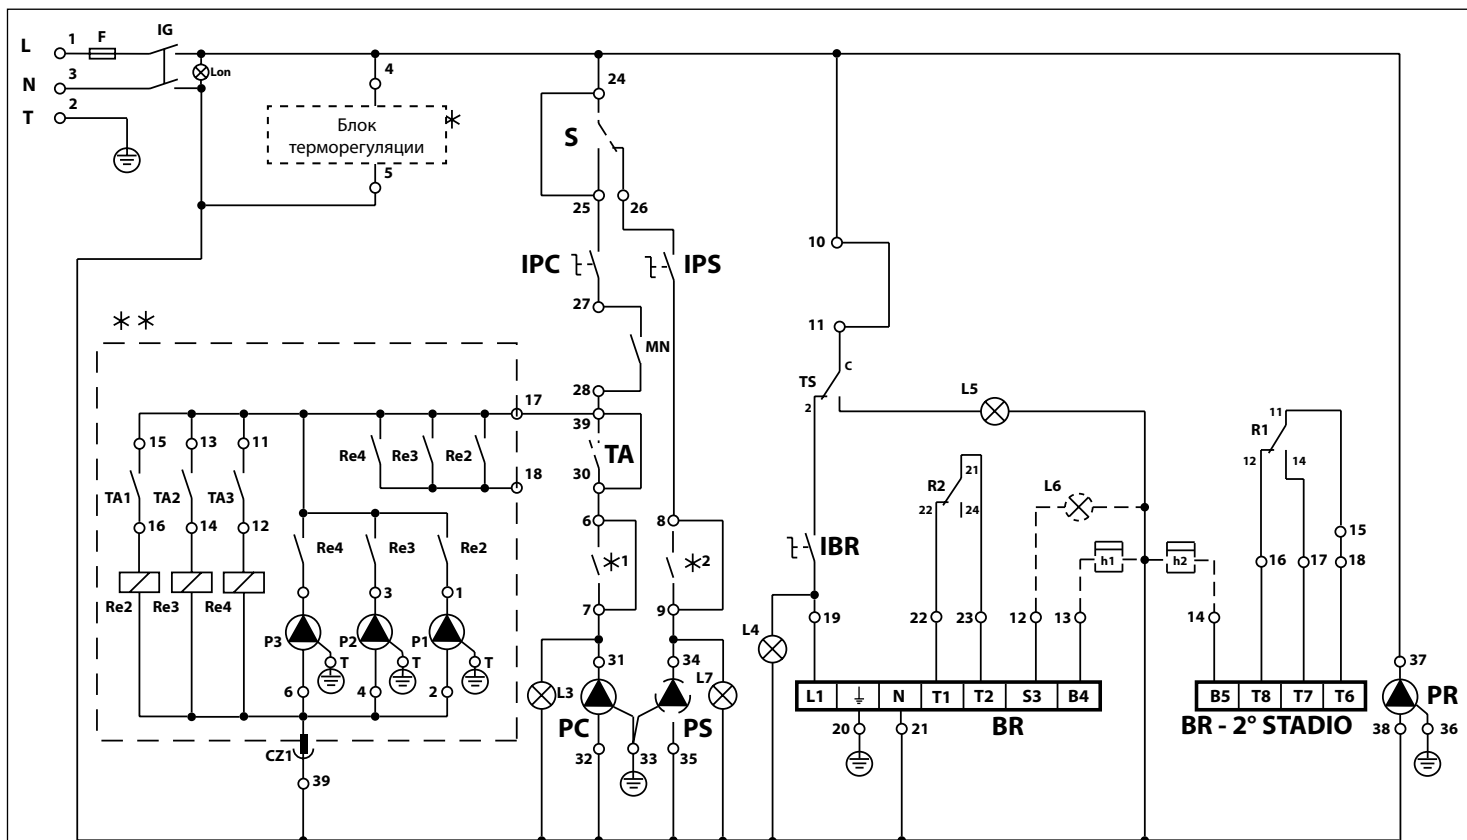 L 1 F IG
Lon
N 3
T 2
4
Блок
терморегуляции
5
24
S
25 26
10
11
IPC IPS
27
MN
28
C
TS
2
L5
17
39
TA
30
18
15 13 11
TA1 TA2 TA3
16 14 12
Re4 Re3 Re2
Re4 Re3 Re2
Re2 Re3 Re4
3 1
P3 P2 P1
T T T
6 4 2
CZ1
39
6 8
1 2
7 9
31 34
L3 L7
PC PS
32 33 35
IBR
L4
19
R2
21
22 24
22 23
L6
12 13
h1 h2
14
R1
11
12 14
15
16 17 18
L1 N T1 T2 S3 B4
BR
20 21
B5 T8 T7 T6
BR - 2° STADIO
37
PR
38 36